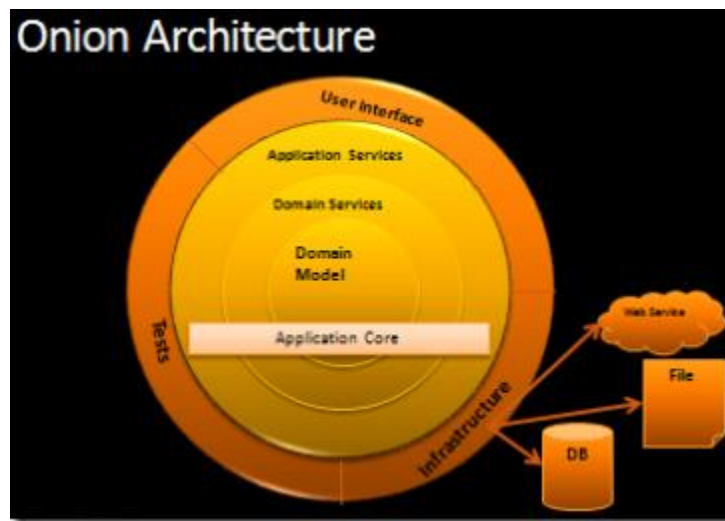 Onion Architecture
User Interface
Application Services
Domain Services
Domain
Model
Application Core
Tests
Infrastructure
Web Service
File
DB